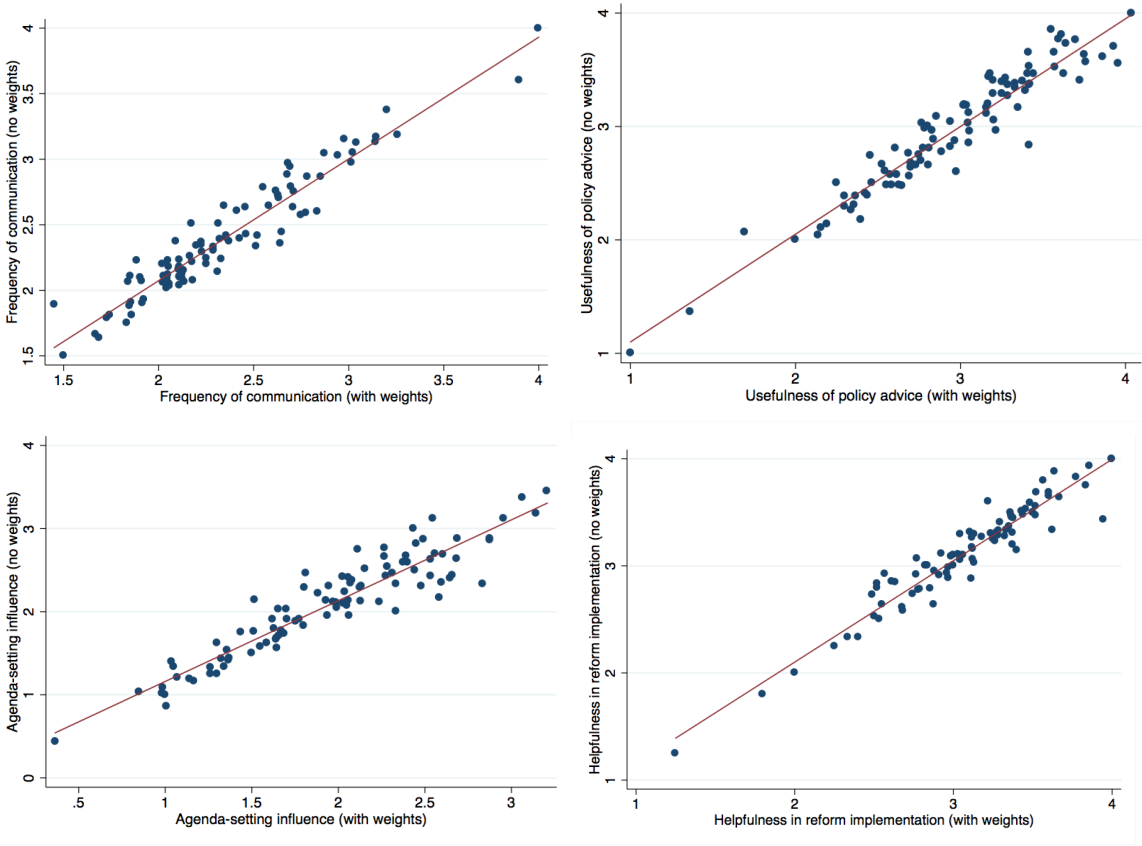 Frequency of communication (no weights)
4
3.5
3
2.5
2
1.5
1.5 2 2.5 3 3.5 4
Frequency of communication (with weights)
Usefulness of policy advice (no weights)
4
3
2
1
1 2 3 4
Usefulness of policy advice (with weights)
Agenda-setting influence (no weights)
4
3
2
1
0
.5 1 1.5 2 2.5 3
Agenda-setting influence (with weights)
Helpfulness in reform implementation (no weights)
4
3
2
1
1 2 3 4
Helpfulness in reform implementation (with weights)